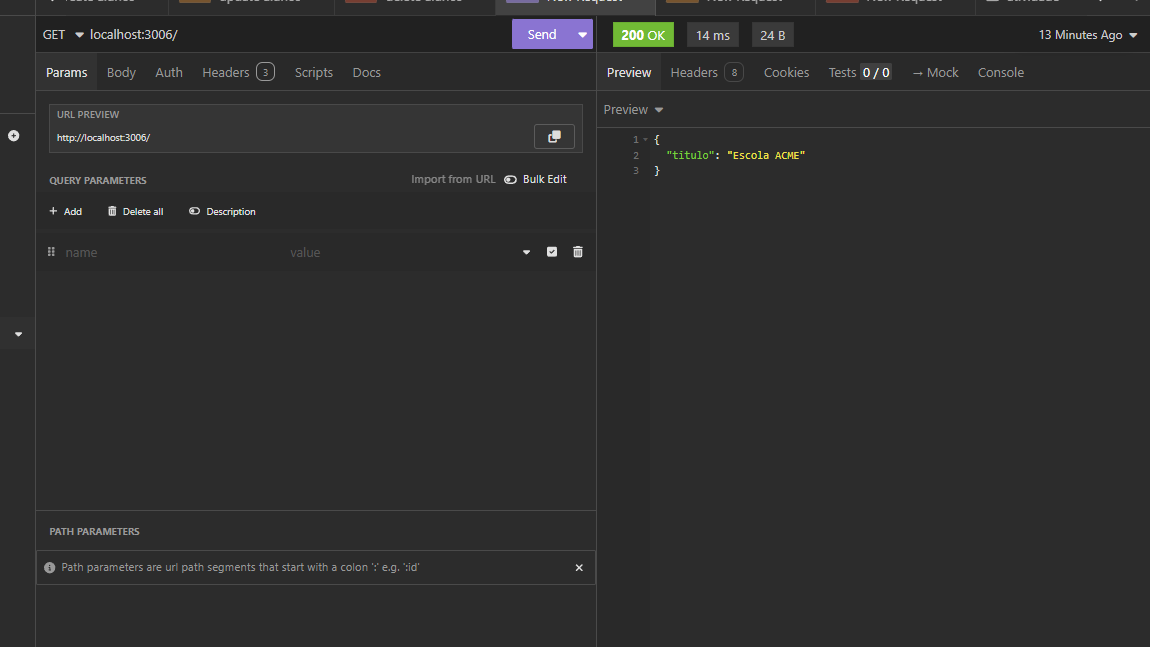 GET localhost:3006/ Send
200 OK 14 ms 24 B 13 Minutes Ago
Params Body Auth Headers 3 Scripts Docs
Preview Headers 8 Cookies Tests 0 / 0 → Mock Console
URL PREVIEW
http://localhost:3006/
Preview
1 {
2 "titulo": "Escola ACME"
3 }
QUERY PARAMETERS Import from URL Bulk Edit
+ Add Delete all Description
name value
PATH PARAMETERS
Path parameters are url path segments that start with a colon ':' e.g. ':id'